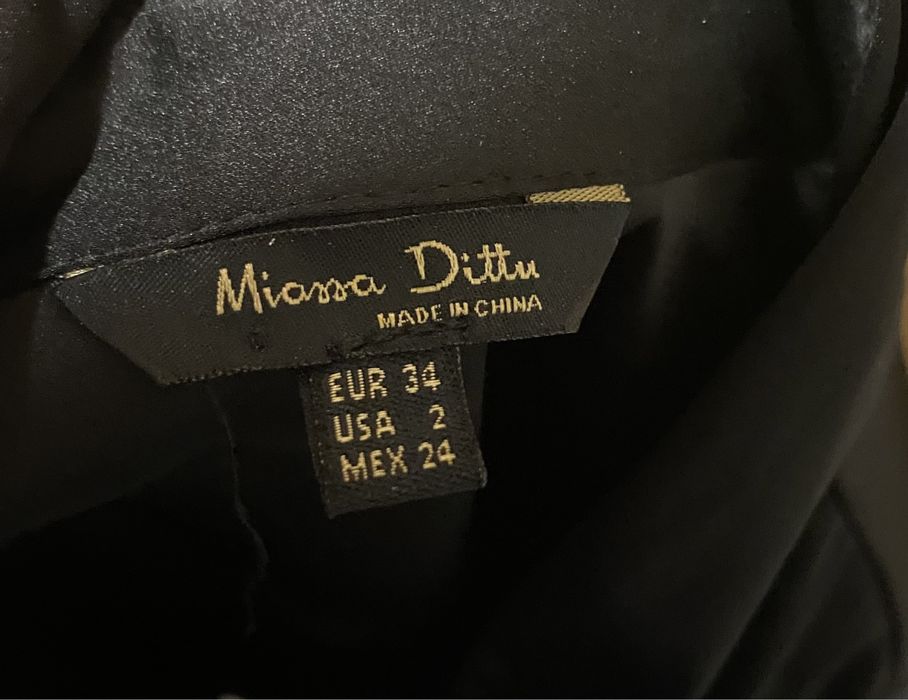 Miassa Dittu
MADE IN CHINA
EUR 34
USA 2
MEX 24